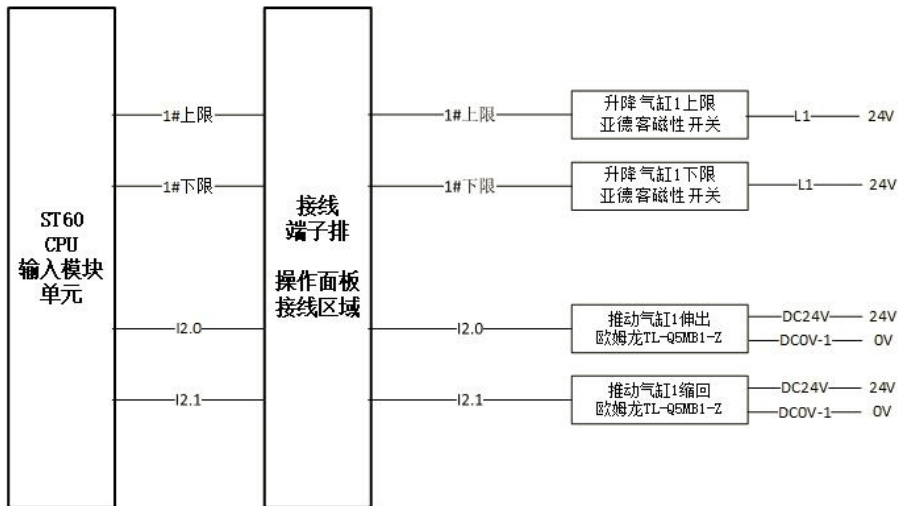 1#上限
1#上限
升降气缸1上限
亚德客磁性开关
L1
24V
1#下限
1#下限
升降气缸1下限
亚德客磁性开关
L1
24V
ST60
CPU
输入模块
单元
接线
端子排
操作面板
接线区域
I2.0
I2.0
推动气缸1伸出
欧姆龙TL-Q5MB1-Z
DC24V
24V
DC0V-1
0V
I2.1
I2.1
推动气缸1缩回
欧姆龙TL-Q5MB1-Z
DC24V
24V
DC0V-1
0V